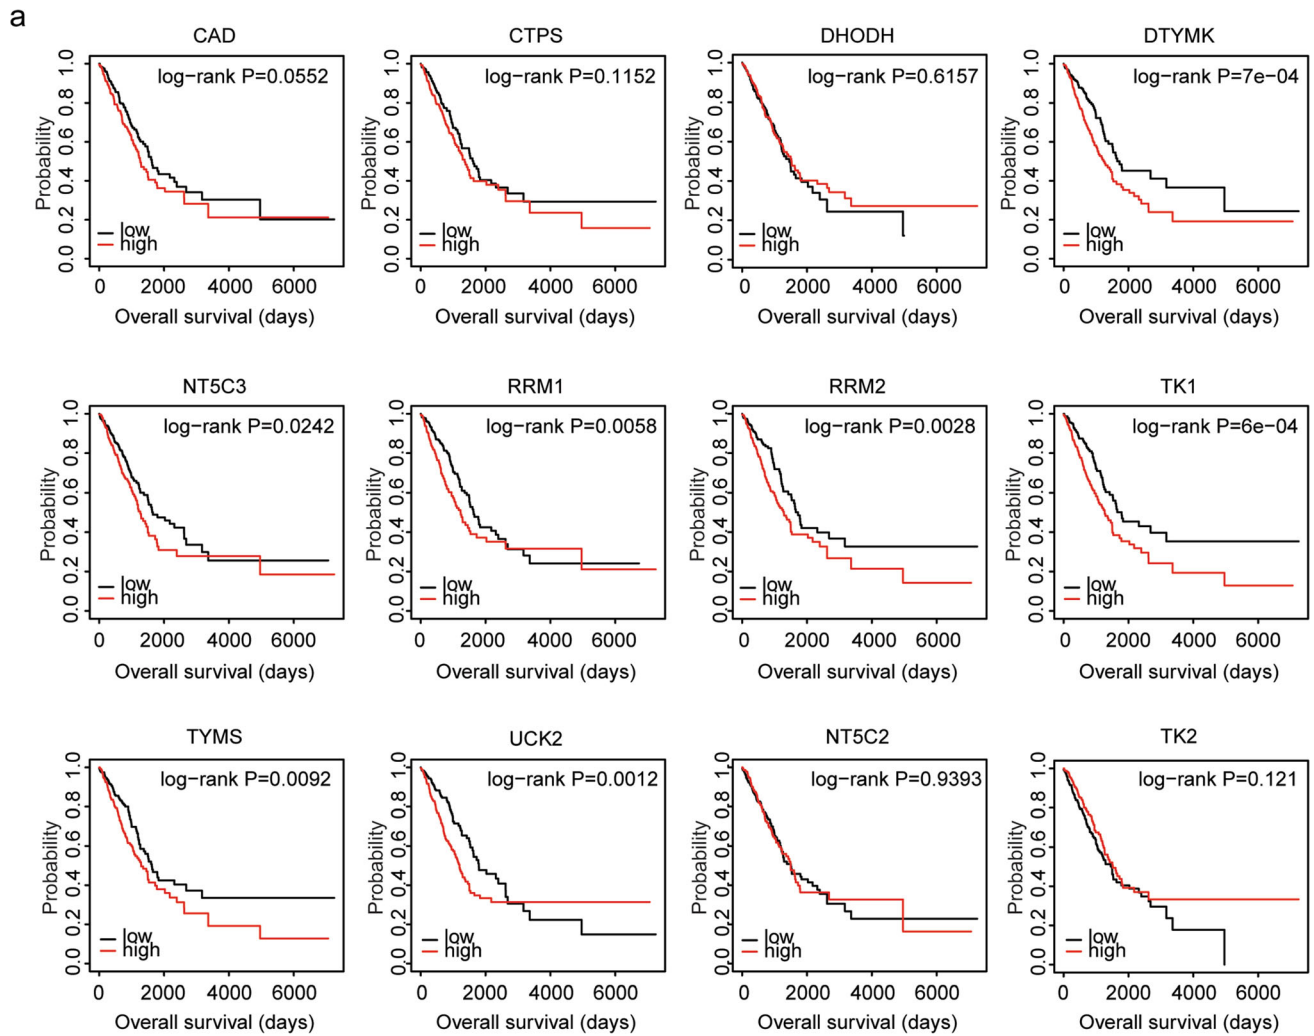 a
CAD
log−rank P=0.0552
Probability
0.0 0.2 0.4 0.6 0.8 1.0
low
high
0 2000 4000 6000
Overall survival (days)
CTPS
log−rank P=0.1152
Probability
0.0 0.2 0.4 0.6 0.8 1.0
low
high
0 2000 4000 6000
Overall survival (days)
DHODH
log−rank P=0.6157
Probability
0.0 0.2 0.4 0.6 0.8 1.0
low
high
0 2000 4000 6000
Overall survival (days)
DTYMK
log−rank P=7e−04
Probability
0.0 0.2 0.4 0.6 0.8 1.0
low
high
0 2000 4000 6000
Overall survival (days)
NT5C3
log−rank P=0.0242
Probability
0.0 0.2 0.4 0.6 0.8 1.0
low
high
0 2000 4000 6000
Overall survival (days)
RRM1
log−rank P=0.0058
Probability
0.0 0.2 0.4 0.6 0.8 1.0
low
high
0 2000 4000 6000
Overall survival (days)
RRM2
log−rank P=0.0028
Probability
0.0 0.2 0.4 0.6 0.8 1.0
low
high
0 2000 4000 6000
Overall survival (days)
TK1
log−rank P=6e−04
Probability
0.0 0.2 0.4 0.6 0.8 1.0
low
high
0 2000 4000 6000
Overall survival (days)
TYMS
log−rank P=0.0092
Probability
0.0 0.2 0.4 0.6 0.8 1.0
low
high
0 2000 4000 6000
Overall survival (days)
UCK2
log−rank P=0.0012
Probability
0.0 0.2 0.4 0.6 0.8 1.0
low
high
0 2000 4000 6000
Overall survival (days)
NT5C2
log−rank P=0.9393
Probability
0.0 0.2 0.4 0.6 0.8 1.0
low
high
0 2000 4000 6000
Overall survival (days)
TK2
log−rank P=0.121
Probability
0.0 0.2 0.4 0.6 0.8 1.0
low
high
0 2000 4000 6000
Overall survival (days)